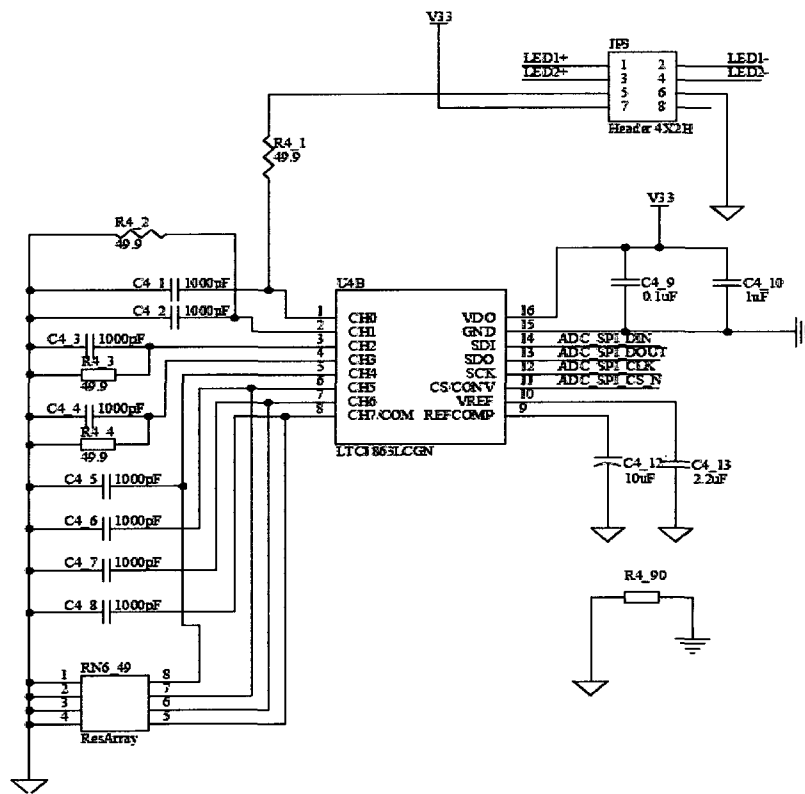 V33
JP3
LED1+ 1 2 LED1-
LED2+ 3 4 LED2-
5 6
7 8
Header 4X2H
R4_1
49.9
V33
R4_2
49.9
C4_1 1000pF
C4_2 1000pF
C4_3 1000pF
R4_3
49.9
C4_4 1000pF
R4_4
49.9
C4_5 1000pF
C4_6 1000pF
C4_7 1000pF
C4_8 1000pF
U4B
1 CH0 VDO 16
2 CH1 GND 15
3 CH2 SDI 14 ADC_SPI_DIN
4 CH3 SDO 13 ADC_SPI_DOUT
5 CH4 SCK 12 ADC_SPI_CLK
6 CH5 CS/CONV 11 ADC_SPI_CS_N
7 CH6 VREF 10
8 CH7/COM REFCOMP 9
LTC1863LCGN
C4_9
0.1uF
C4_10
1uF
C4_12
10uF
C4_13
2.2uF
R4_90
RN6_49
1 8
2 7
3 6
4 5
ResArray